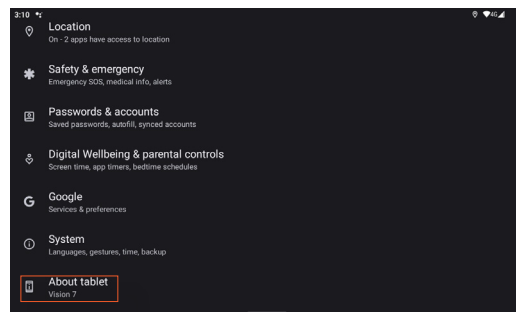 3:10
4G
Location
On - 2 apps have access to location
Safety & emergency
Emergency SOS, medical info, alerts
Passwords & accounts
Saved passwords, autofill, synced accounts
Digital Wellbeing & parental controls
Screen time, app timers, bedtime schedules
Google
Services & preferences
System
Languages, gestures, time, backup
About tablet
Vision 7